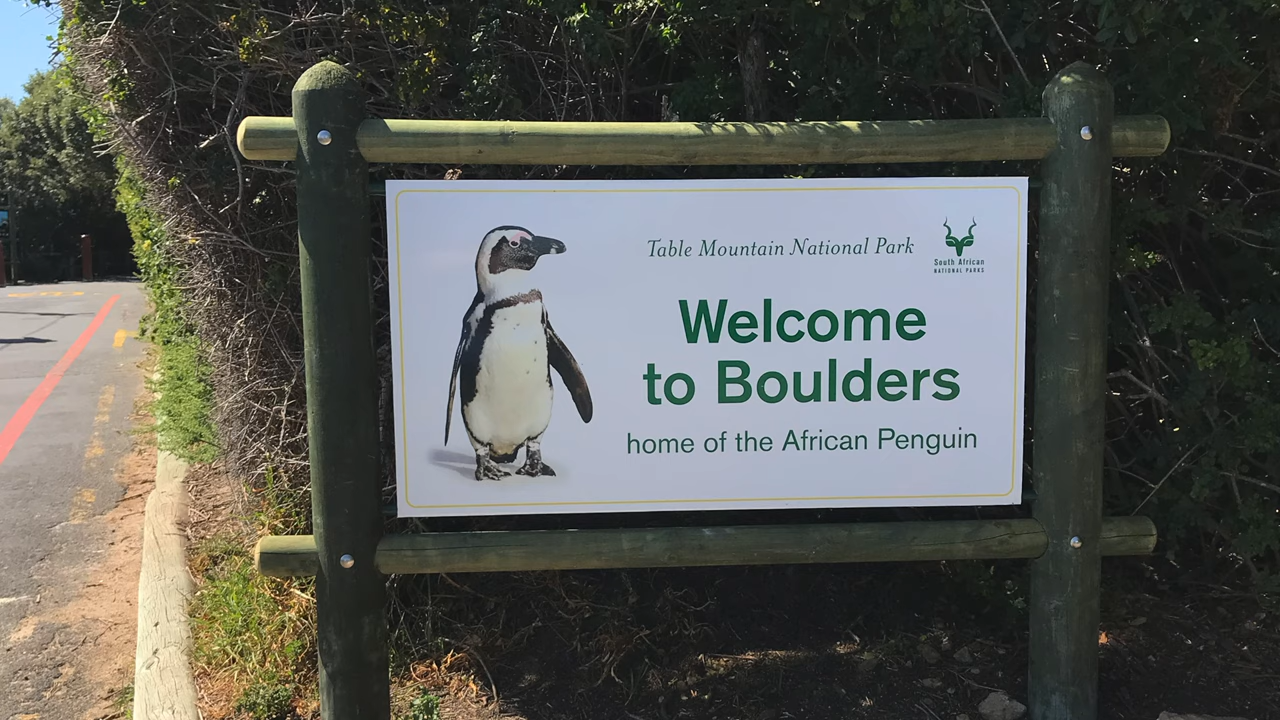 Table Mountain National Park
South African
NATIONAL PARKS
Welcome
to Boulders
home of the African Penguin